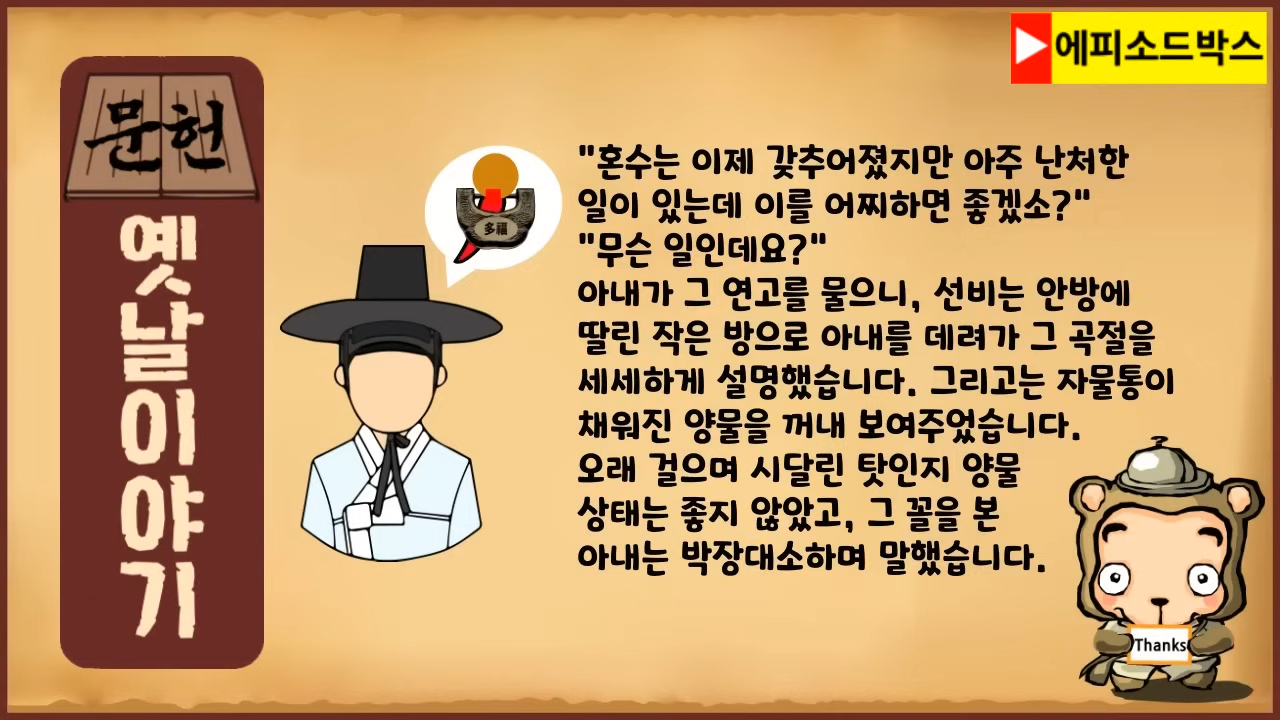 에피소드박스
문헌
옛날이야기
多福
"혼수는 이제 갖추어졌지만 아주 난처한
일이 있는데 이를 어찌하면 좋겠소?"
"무슨 일인데요?"
아내가 그 연고를 물으니, 선비는 안방에
딸린 작은 방으로 아내를 데려가 그 곡절을
세세하게 설명했습니다. 그리고는 자물통이
채워진 양물을 꺼내 보여주었습니다.
오래 걸으며 시달린 탓인지 양물
상태는 좋지 않았고, 그 꼴을 본
아내는 박장대소하며 말했습니다.
Thanks